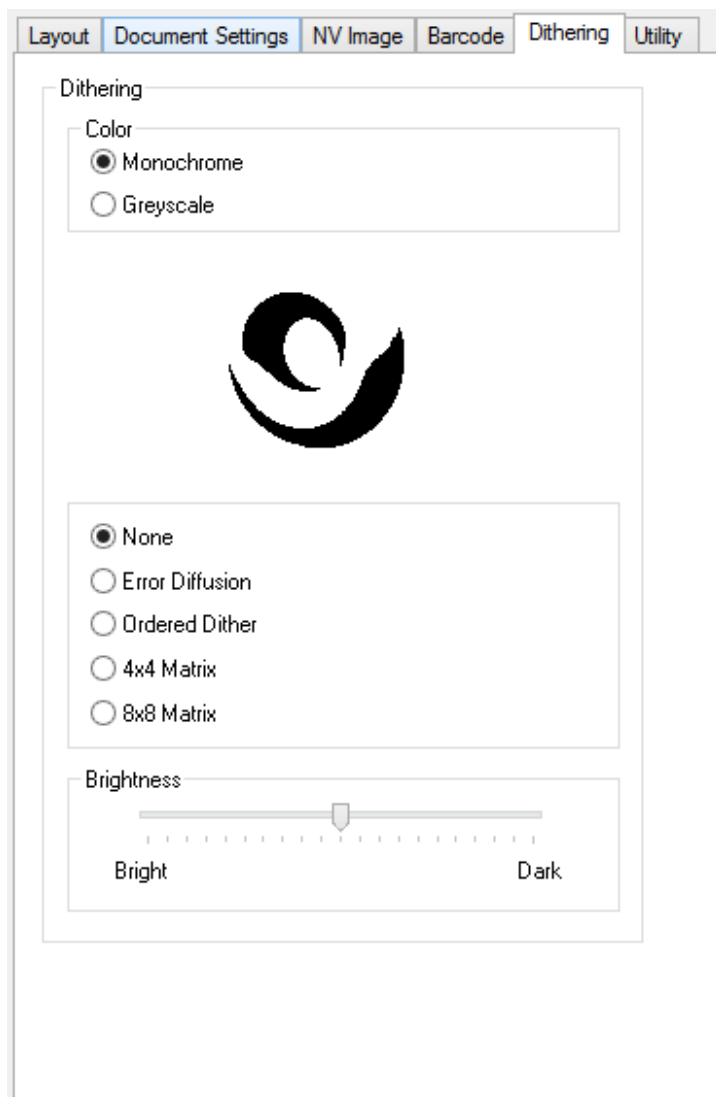 Layout Document Settings NV Image Barcode Dithering Utility
Dithering
Color
Monochrome
Greyscale
None
Error Diffusion
Ordered Dither
4x4 Matrix
8x8 Matrix
Brightness
Bright Dark